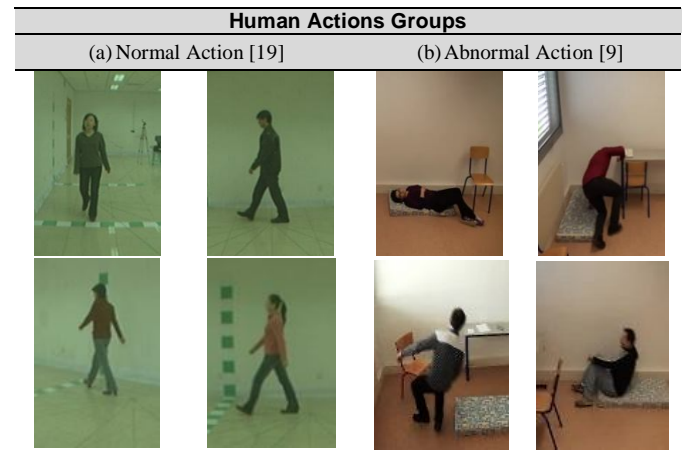 Human Actions Groups
(a) Normal Action [19]
(b) Abnormal Action [9]